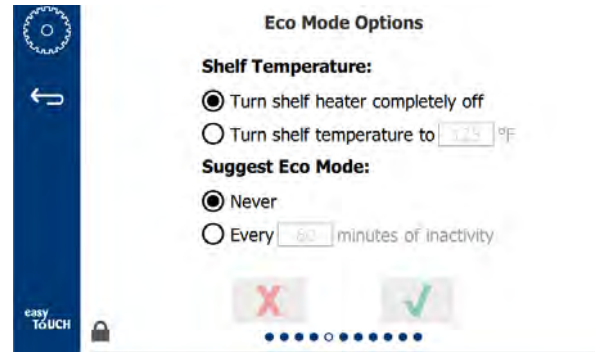 Eco Mode Options
Shelf Temperature:
Turn shelf heater completely off
Turn shelf temperature to 125 °F
Suggest Eco Mode:
Never
Every 60 minutes of inactivity
easy
TOUCH